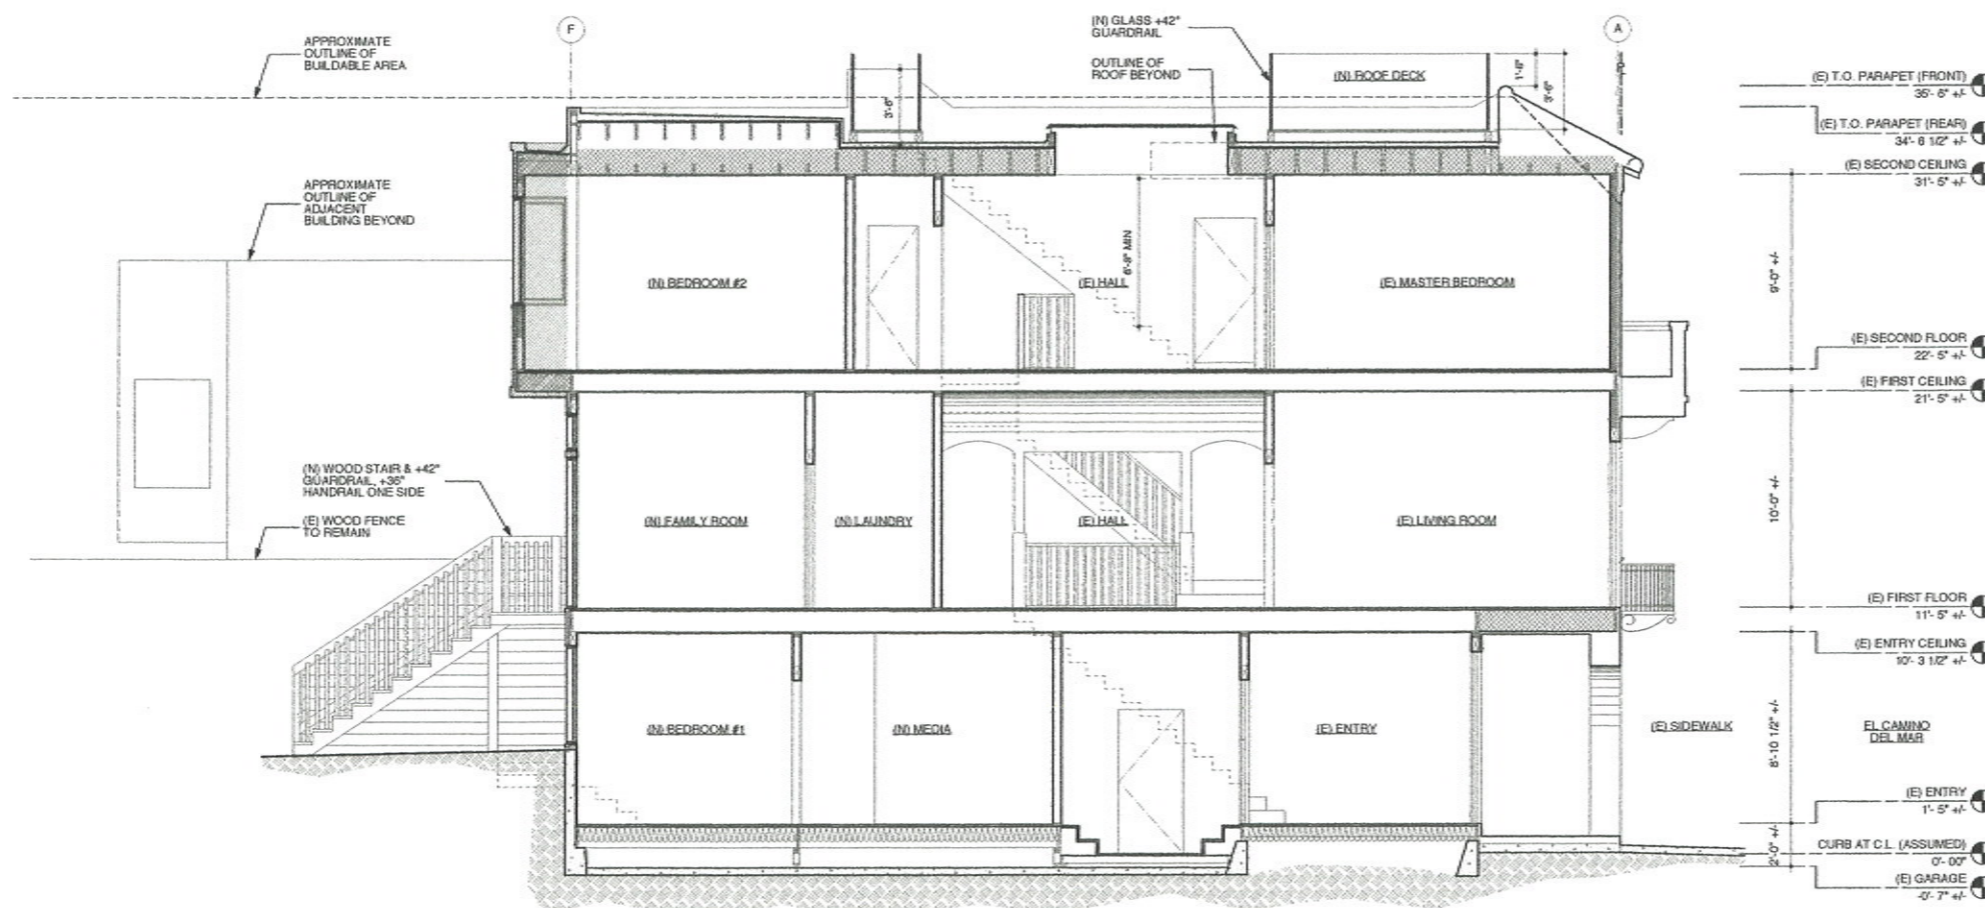 F
A
APPROXIMATE
OUTLINE OF
BUILDABLE AREA
(N) GLASS +42"
GUARDRAIL
OUTLINE OF
ROOF BEYOND
(N) ROOF DECK
1'-6"
3'-6"
3'-6"
(E) T.O. PARAPET (FRONT)
35'- 6" +/-
(E) T.O. PARAPET (REAR)
34'- 6 1/2" +/-
(E) SECOND CEILING
31'- 5" +/-
APPROXIMATE
OUTLINE OF
ADJACENT
BUILDING BEYOND
(N) BEDROOM #2
6'-8" MIN
(E) HALL
(E) MASTER BEDROOM
9'-0" +/-
(E) SECOND FLOOR
22'- 5" +/-
(E) FIRST CEILING
21'- 5" +/-
(N) WOOD STAIR & +42"
GUARDRAIL, +36"
HANDRAIL ONE SIDE
(E) WOOD FENCE
TO REMAIN
(N) FAMILY ROOM
(N) LAUNDRY
(E) HALL
(E) LIVING ROOM
10'-0" +/-
(E) FIRST FLOOR
11'- 5" +/-
(E) ENTRY CEILING
10'- 3 1/2" +/-
(N) BEDROOM #1
(N) MEDIA
(E) ENTRY
(E) SIDEWALK
8'-10 1/2" +/-
EL CAMINO
DEL MAR
(E) ENTRY
1'- 5" +/-
2'-0" +/-
CURB AT C.L. (ASSUMED)
0'- 00"
(E) GARAGE
-0'- 7" +/-